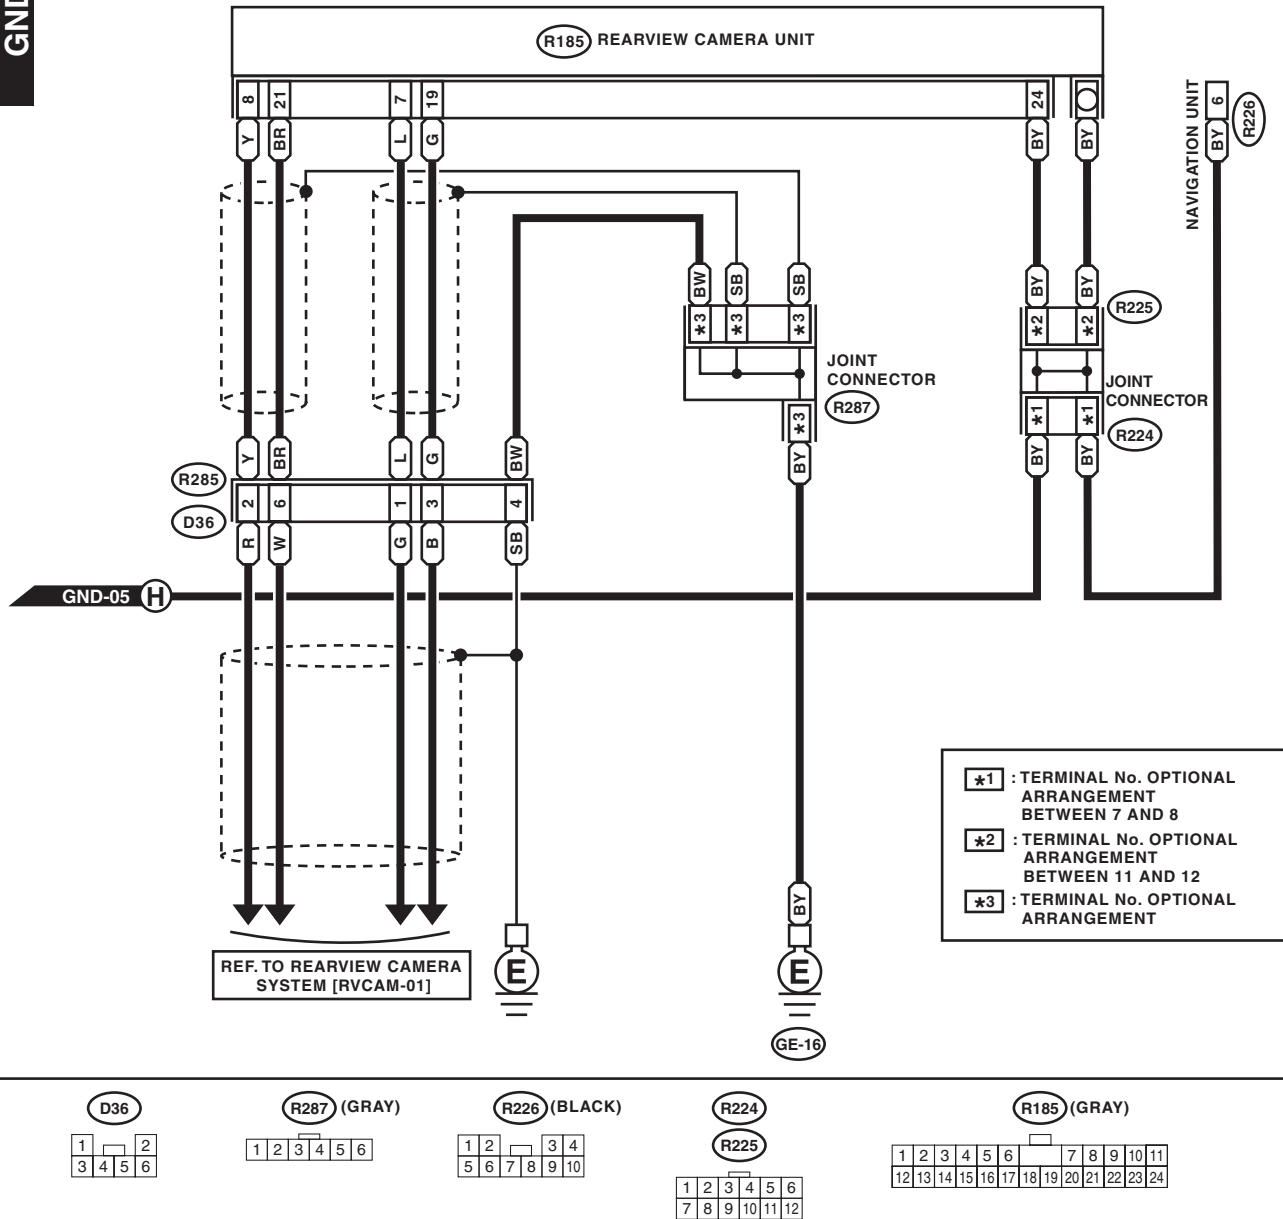 GND
R185 REARVIEW CAMERA UNIT
8 21 7 19 24
Y BR L G BY BY
NAVIGATION UNIT
6
BY
R226
BW SB SB BY BY
*3 *3 *3 *2 *2
R225
JOINT
CONNECTOR
R287
*3
BY
JOINT
CONNECTOR
*1 *1
R224
BY BY
Y BR L G BW
R285
2 6 1 3 4
D36
R W G B SB
GND-05 H
*1 : TERMINAL No. OPTIONAL
ARRANGEMENT
BETWEEN 7 AND 8
*2 : TERMINAL No. OPTIONAL
ARRANGEMENT
BETWEEN 11 AND 12
*3 : TERMINAL No. OPTIONAL
ARRANGEMENT
BY
REF. TO REARVIEW CAMERA
SYSTEM [RVCAM-01]
E E
GE-16
D36
1 2
3 4 5 6
R287 (GRAY)
1 2 3 4 5 6
R226 (BLACK)
1 2 3 4
5 6 7 8 9 10
R224
R225
1 2 3 4 5 6
7 8 9 10 11 12
R185 (GRAY)
1 2 3 4 5 6 7 8 9 10 11
12 13 14 15 16 17 18 19 20 21 22 23 24